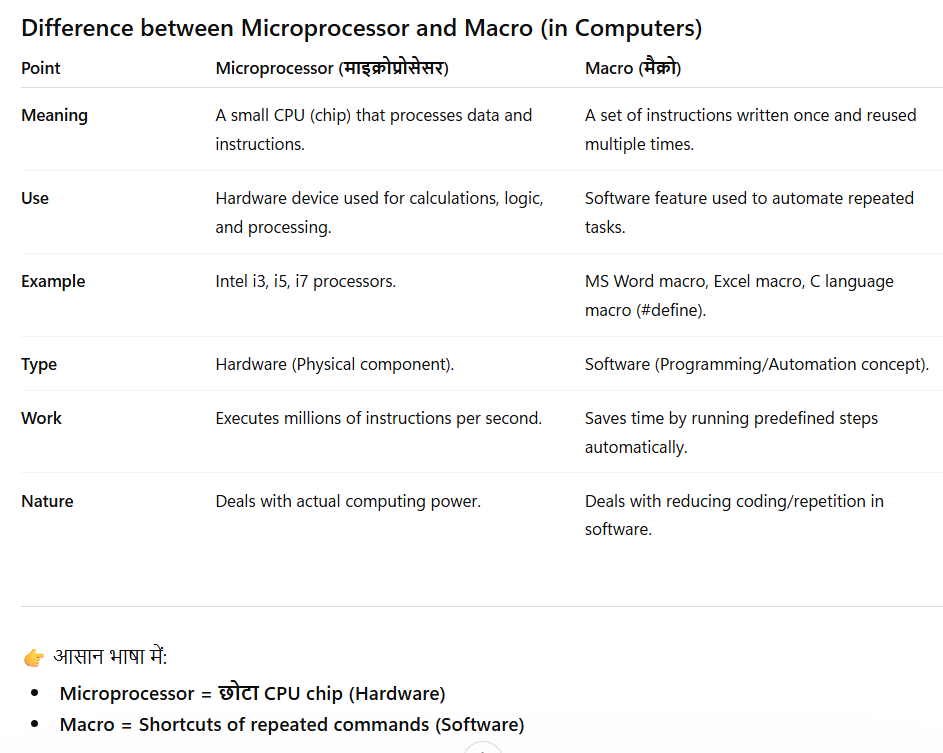 Difference between Microprocessor and Macro (in Computers)
Point Microprocessor (माइक्रोप्रोसेसर) Macro (मैक्रो)
Meaning A small CPU (chip) that processes data and A set of instructions written once and reused
instructions. multiple times.
Use Hardware device used for calculations, logic, Software feature used to automate repeated
and processing. tasks.
Example Intel i3, i5, i7 processors. MS Word macro, Excel macro, C language
macro (#define).
Type Hardware (Physical component). Software (Programming/Automation concept).
Work Executes millions of instructions per second. Saves time by running predefined steps
automatically.
Nature Deals with actual computing power. Deals with reducing coding/repetition in
software.
👉 आसान भाषा में:
• Microprocessor = छोटा CPU chip (Hardware)
• Macro = Shortcuts of repeated commands (Software)